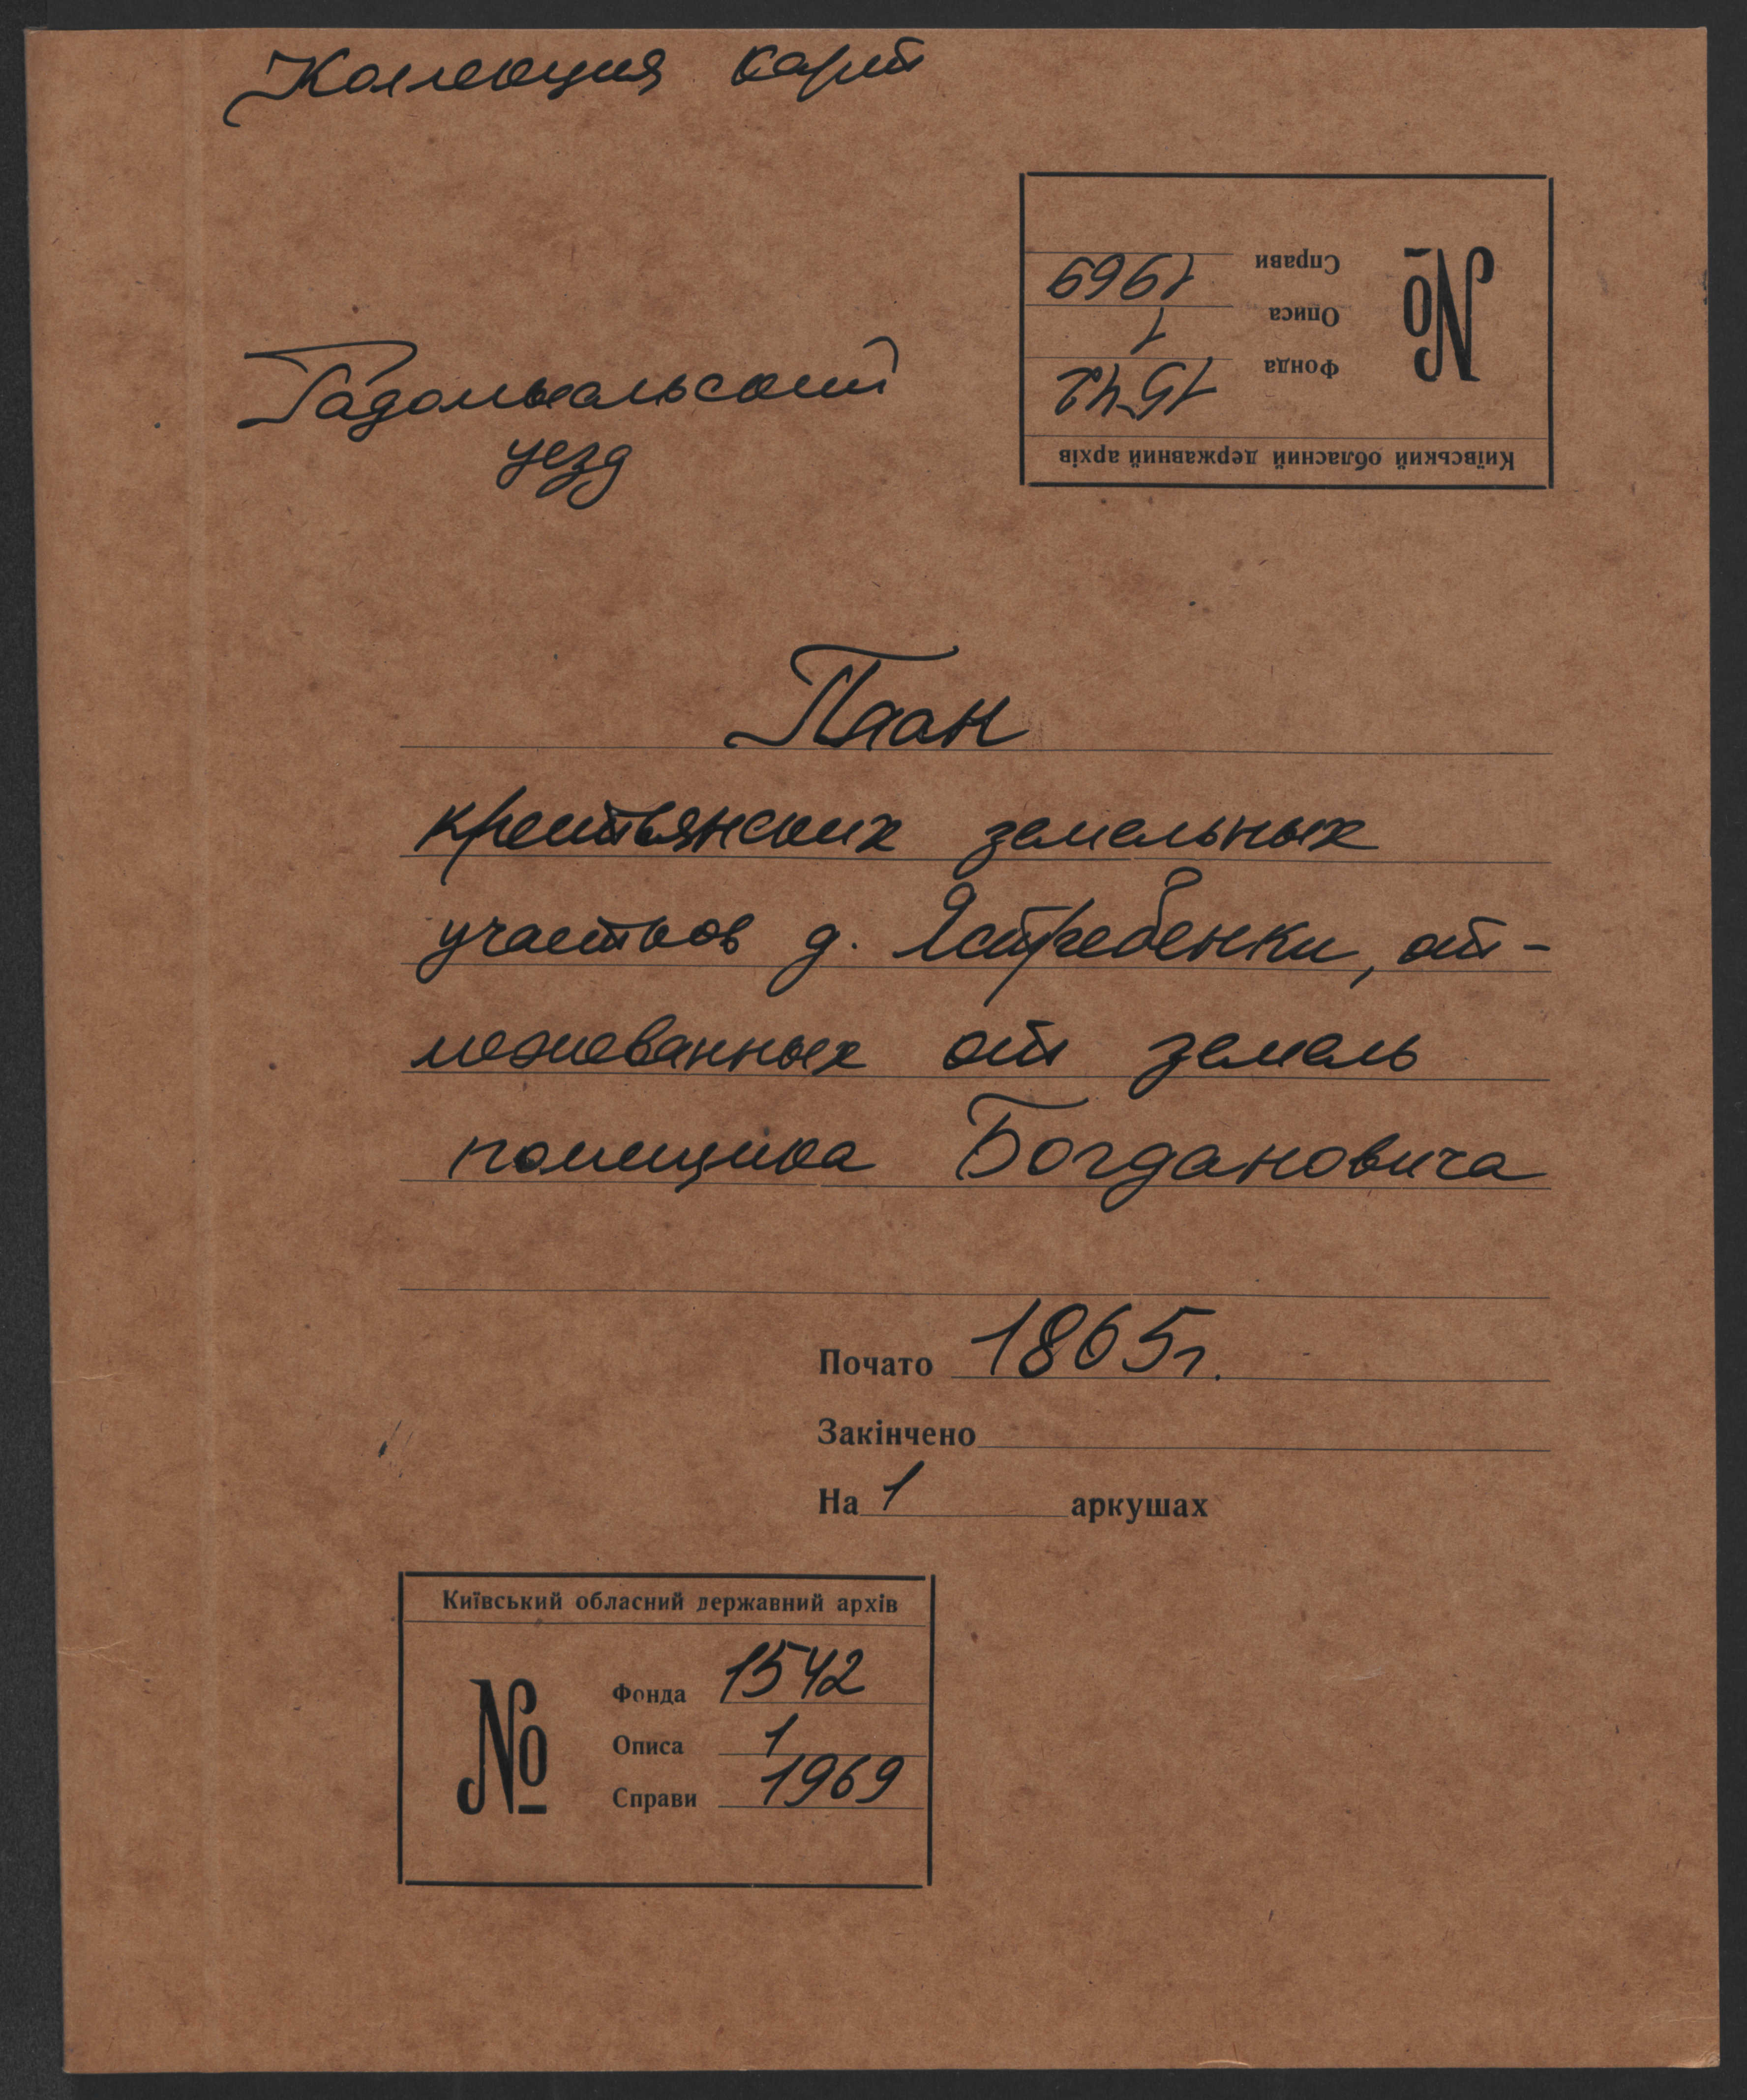 Коллекция карт
Київський обласний державний архів
№
Фонда 1542
Описа 1
Справи 1969
Радомысльский
уезд
План
крестьянских земельных
участков д. Ястребенки, от-
межеванных от земель
помещика Богдановича
Почато 1865г.
Закінчено
На 1 аркушах
Київський обласний державний архів
№
Фонда 1542
Описа 1
Справи 1969